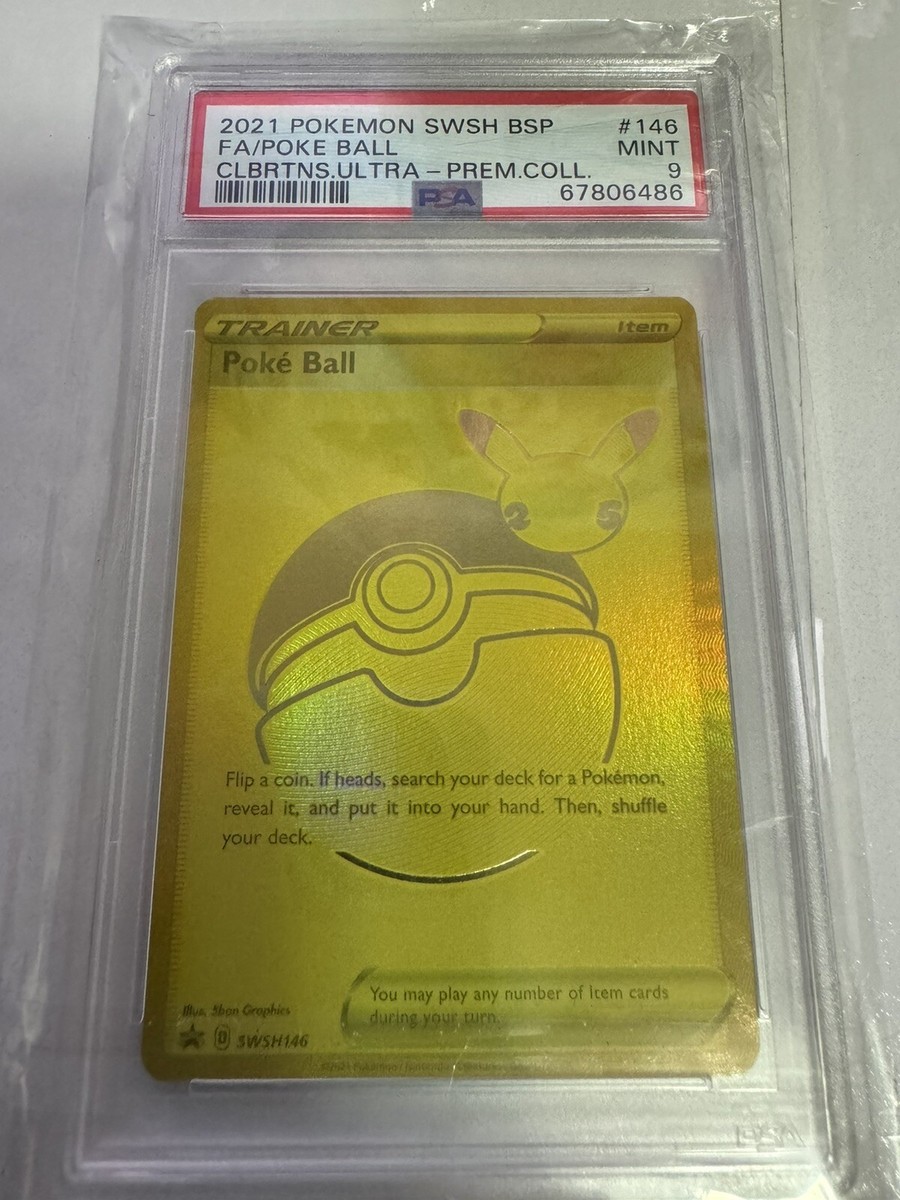 2021 POKEMON SWSH BSP #146
FA/POKE BALL MINT
CLBRTNS.ULTRA – PREM.COLL. 9
PSA 67806486
TRAINER Item
Poké Ball
25
Flip a coin. If heads, search your deck for a Pokémon,
reveal it, and put it into your hand. Then, shuffle
your deck.
You may play any number of Item cards
during your turn.
Illus. 5ban Graphics
D SWSH146
PSA